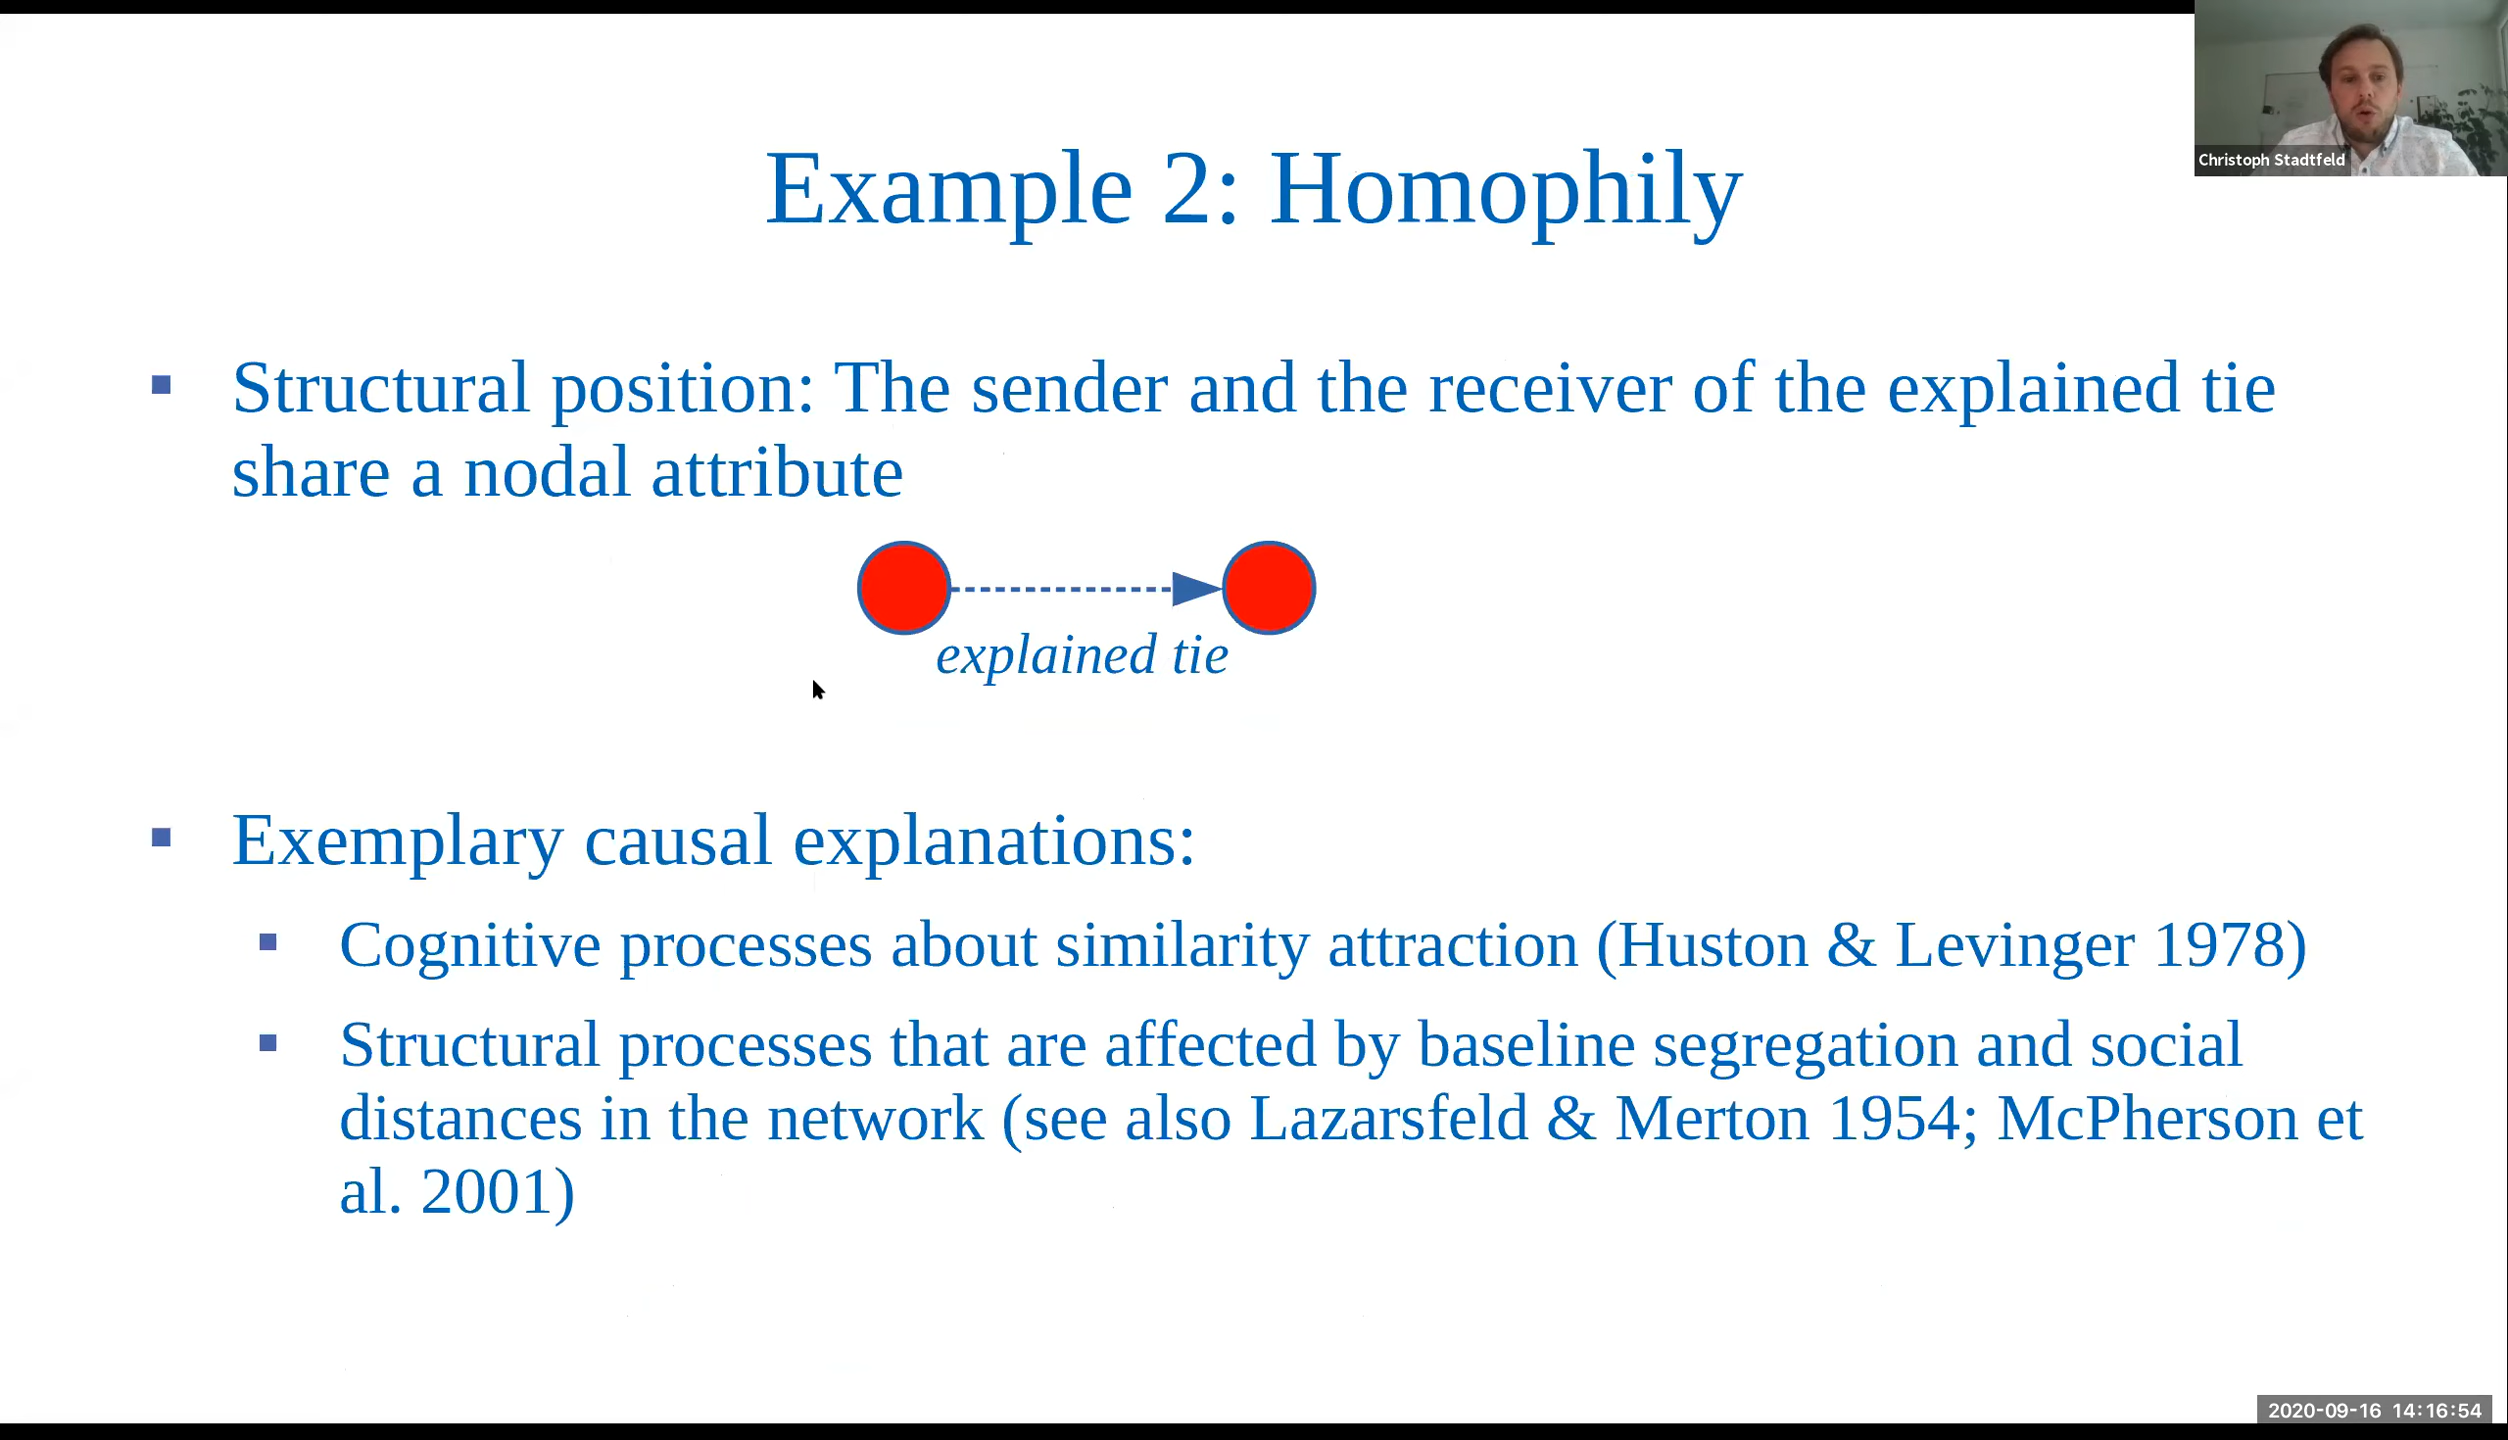 Christoph Stadtfeld
Example 2: Homophily
Structural position: The sender and the receiver of the explained tie
share a nodal attribute
explained tie
Exemplary causal explanations:
Cognitive processes about similarity attraction (Huston & Levinger 1978)
Structural processes that are affected by baseline segregation and social
distances in the network (see also Lazarsfeld & Merton 1954; McPherson et
al. 2001)
2020-09-16 14:16:54